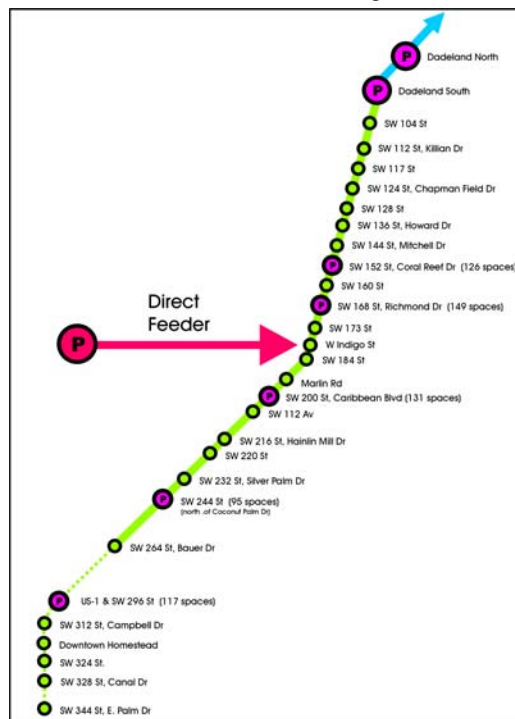 P
Dadeland North
P
Dadeland South
SW 104 St
SW 112 St, Killian Dr
SW 117 St
SW 124 St, Chapman Field Dr
SW 128 St
SW 136 St, Howard Dr
SW 144 St, Mitchell Dr
P
SW 152 St, Coral Reef Dr (126 spaces)
SW 160 St
P
SW 168 St, Richmond Dr (149 spaces)
Direct
Feeder
P
SW 173 St
W Indigo St
SW 184 St
Marlin Rd
P
SW 200 St, Caribbean Blvd (131 spaces)
SW 112 Av
SW 216 St, Hainlin Mill Dr
SW 220 St
SW 232 St, Silver Palm Dr
P
SW 244 St (95 spaces)
(north .of Coconut Palm Dr)
SW 264 St, Bauer Dr
P
US-1 & SW 296 St (117 spaces)
SW 312 St, Campbell Dr
Downtown Homestead
SW 324 St.
SW 328 St, Canal Dr
SW 344 St, E. Palm Dr